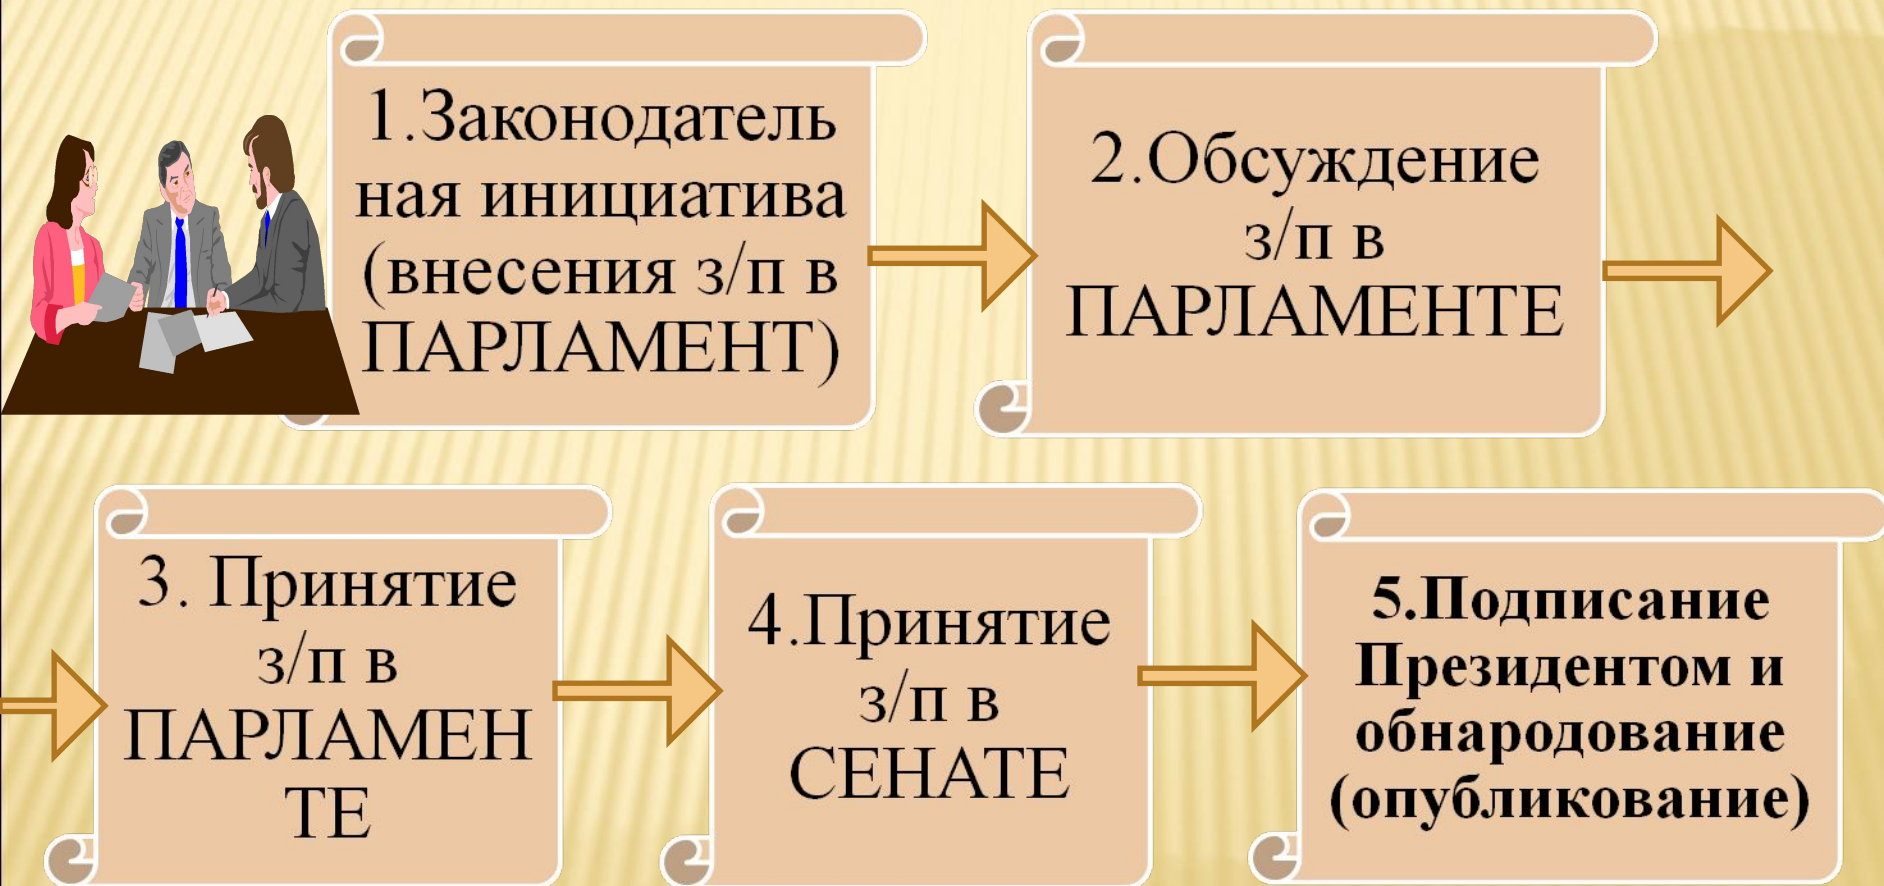 1.Законодатель
ная инициатива
(внесения з/п в
ПАРЛАМЕНТ)
2.Обсуждение
з/п в
ПАРЛАМЕНТЕ
3. Принятие
з/п в
ПАРЛАМЕН
ТЕ
4.Принятие
з/п в
СЕНАТЕ
5.Подписание
Президентом и
обнародование
(опубликование)